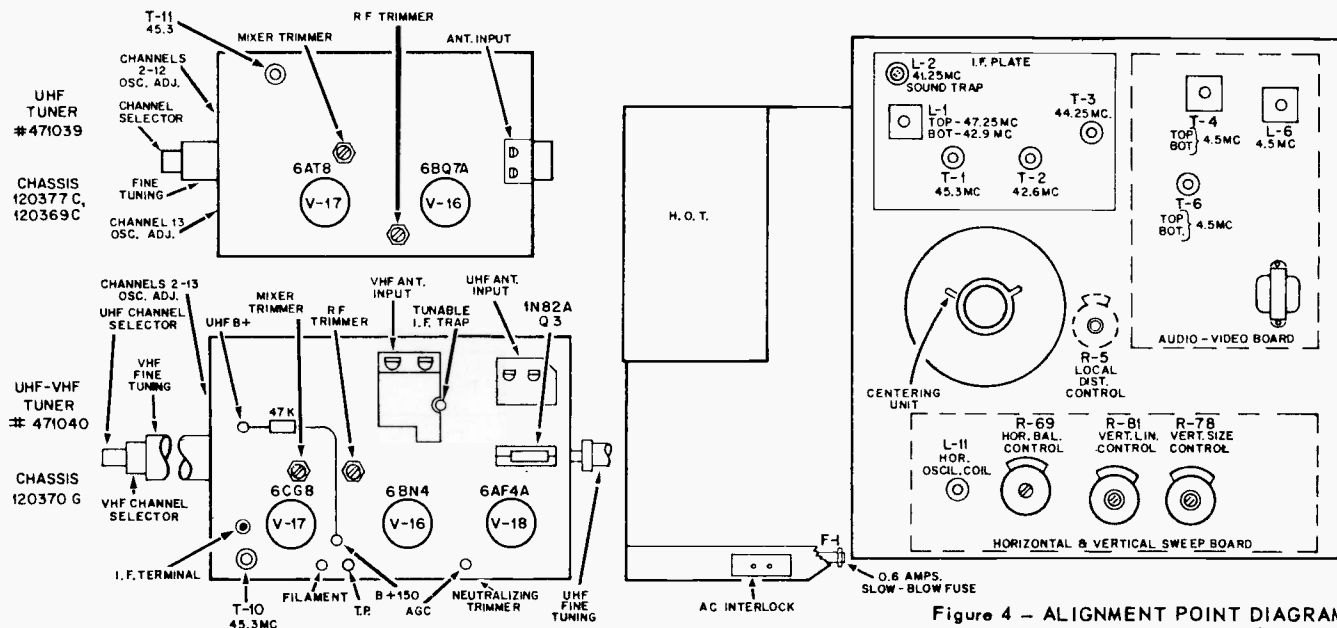 T-11
45.3
MIXER TRIMMER
RF TRIMMER
ANT. INPUT
CHANNELS
2-12
OSC. ADJ.
UHF
TUNER
#471039
CHANNEL
SELECTOR
6AT8
6BQ7A
V-17
V-16
CHASSIS
120377 C,
120369 C
FINE
TUNING
CHANNEL 13
OSC. ADJ.
CHANNELS 2-13
OSC. ADJ.
UHF CHANNEL
SELECTOR
UHF B+
MIXER
TRIMMER
RF
TRIMMER
VHF ANT.
INPUT
TUNABLE
I.F. TRAP
UHF ANT.
INPUT
1N82A
Q 3
UHF-VHF
TUNER
# 471040
VHF
FINE
TUNING
47 K
CHASSIS
120370 G
VHF CHANNEL
SELECTOR
6CG8
6BN4
6AF4A
V-17
V-16
V-18
I.F. TERMINAL
T-10
45.3MC
FILAMENT
T.P.
B+150
AGC
NEUTRALIZING
TRIMMER
UHF
FINE
TUNING
H.O.T.
AC INTERLOCK
F-1
0.6 AMPS.
SLOW-BLOW FUSE
L-2
41.25MC
SOUND TRAP
I.F. PLATE
L-1
TOP-47.25 MC
BOT-42.9 MC
T-3
44.25MC.
T-1
45.3MC
T-2
42.6MC
T-4
TOP
BOT } 4.5MC
L-6
4.5 MC
T-6
TOP
BOT. } 4.5MC
AUDIO - VIDEO BOARD
CENTERING
UNIT
R-5
LOCAL
DIST.
CONTROL
L-11
HOR.
OSCIL. COIL
R-69
HOR. BAL.
CONTROL
R-81
VERT. LIN.
CONTROL
R-78
VERT. SIZE
CONTROL
HORIZONTAL & VERTICAL SWEEP BOARD
Figure 4 – ALIGNMENT POINT DIAGRAM